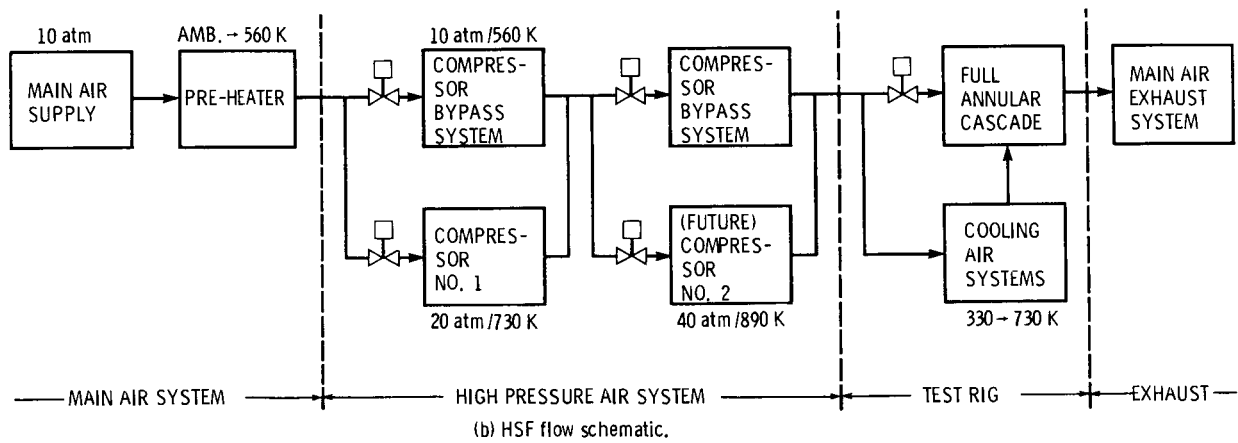 10 atm
MAIN AIR
SUPPLY
AMB. → 560 K
PRE-HEATER
10 atm/560 K
COMPRES-
SOR
BYPASS
SYSTEM
COMPRES-
SOR
NO. 1
20 atm/730 K
COMPRES-
SOR
BYPASS
SYSTEM
(FUTURE)
COMPRES-
SOR
NO. 2
40 atm/890 K
FULL
ANNULAR
CASCADE
COOLING
AIR
SYSTEMS
330 → 730 K
MAIN AIR
EXHAUST
SYSTEM
MAIN AIR SYSTEM
HIGH PRESSURE AIR SYSTEM
TEST RIG
EXHAUST
(b) HSF flow schematic.